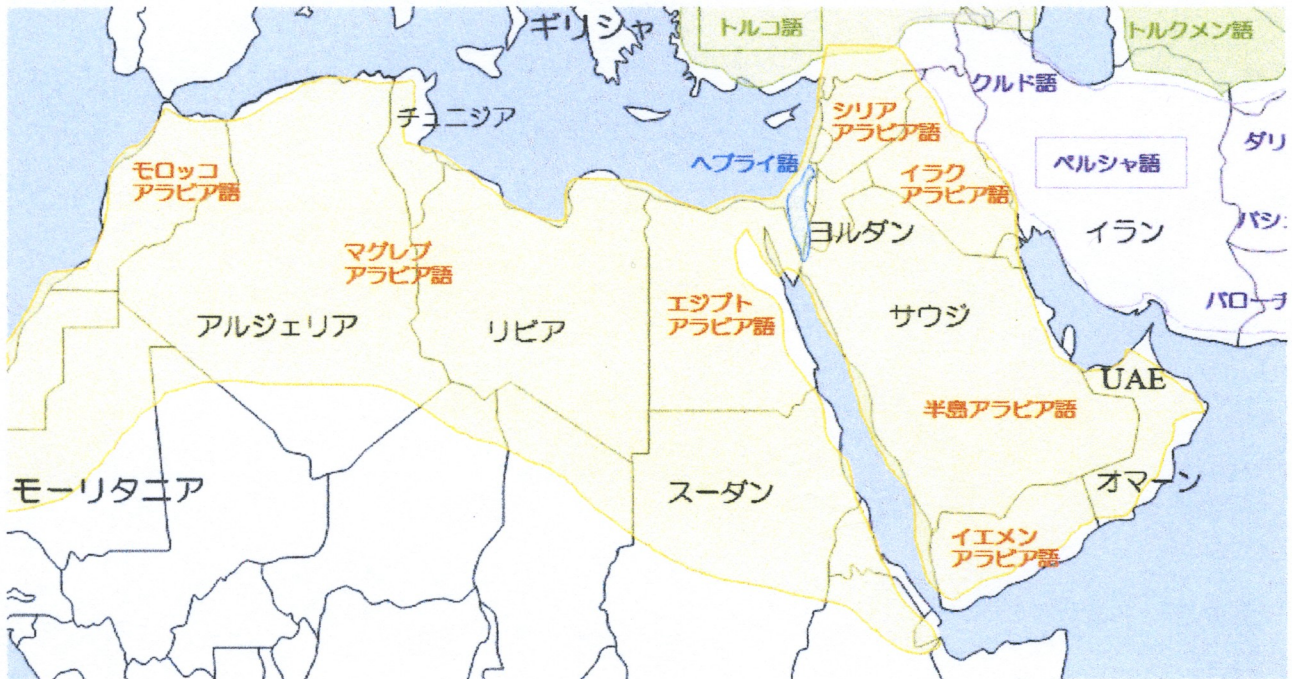 ギリシャ
トルコ語
トルクメン語
クルド語
チュニジア
シリア
アラビア語
ダリ
モロッコ
アラビア語
ヘブライ語
イラク
アラビア語
ペルシャ語
パシ
マグレブ
アラビア語
ヨルダン
イラン
エジプト
アラビア語
バローチ
アルジェリア
リビア
サウジ
UAE
半島アラビア語
モーリタニア
スーダン
オマーン
イエメン
アラビア語